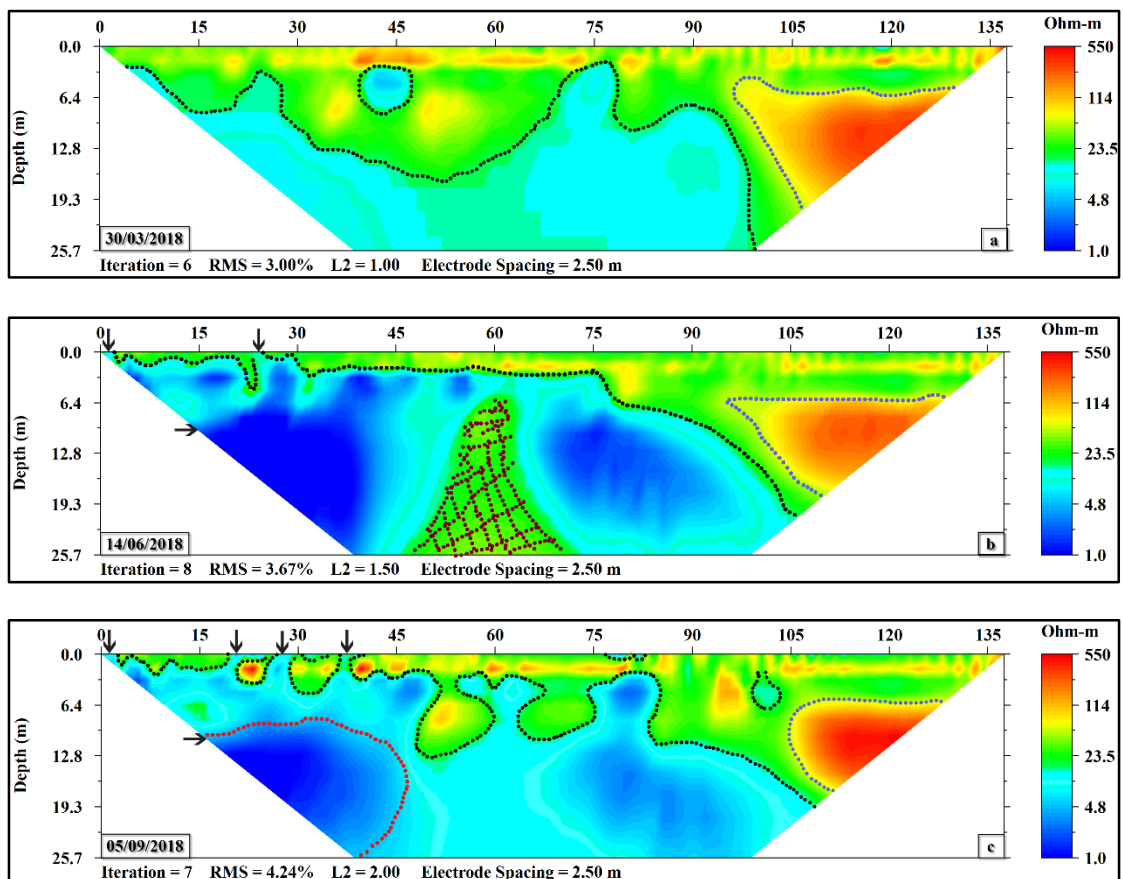 0 15 30 45 60 75 90 105 120 135 Ohm-m
0.0 550
6.4 114
Depth (m)
12.8 23.5
19.3 4.8
25.7 30/03/2018 a 1.0
Iteration = 6 RMS = 3.00% L2 = 1.00 Electrode Spacing = 2.50 m
0 15 30 45 60 75 90 105 120 135 Ohm-m
0.0 550
6.4 114
Depth (m)
12.8 23.5
19.3 4.8
25.7 14/06/2018 b 1.0
Iteration = 8 RMS = 3.67% L2 = 1.50 Electrode Spacing = 2.50 m
0 15 30 45 60 75 90 105 120 135 Ohm-m
0.0 550
6.4 114
Depth (m)
12.8 23.5
19.3 4.8
25.7 05/09/2018 c 1.0
Iteration = 7 RMS = 4.24% L2 = 2.00 Electrode Spacing = 2.50 m